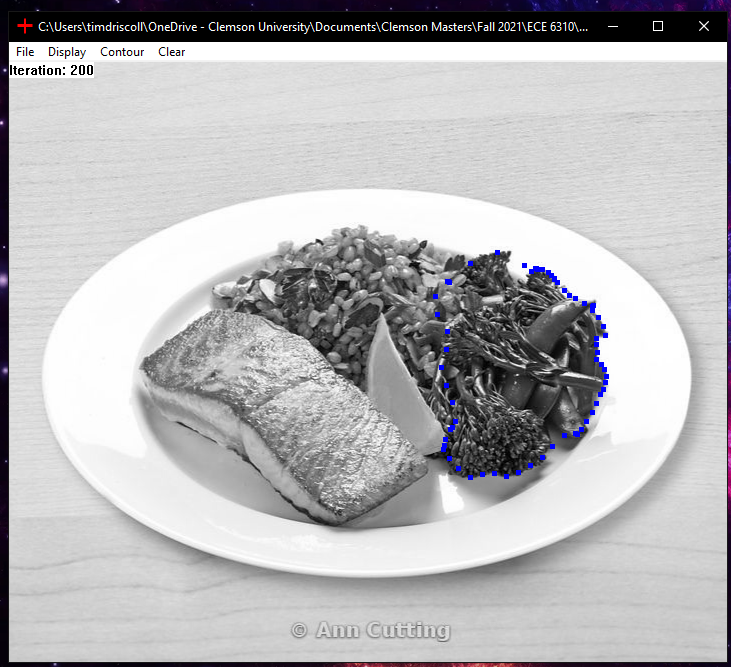 C:\Users\timdriscoll\OneDrive - Clemson University\Documents\Clemson Masters\Fall 2021\ECE 6310\...
File Display Contour Clear
Iteration: 200
© Ann Cutting